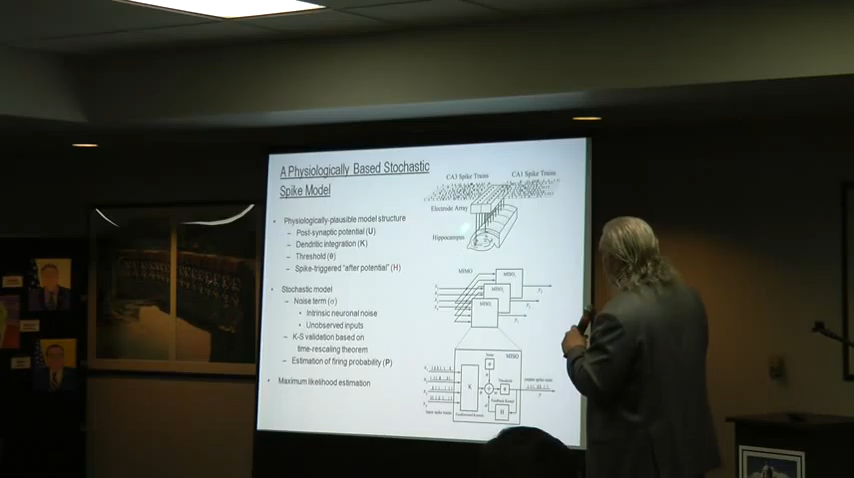 A Physiologically Based Stochastic
Spike Model
• Physiologically-plausible model structure
– Post-synaptic potential (U)
– Dendritic integration (K)
– Threshold (θ)
– Spike-triggered "after potential" (H)
• Stochastic model
– Noise term (σ)
• Intrinsic neuronal noise
• Unobserved inputs
– K-S validation based on
time-rescaling theorem
– Estimation of firing probability (P)
• Maximum likelihood estimation
CA3 Spike Trains
CA1 Spike Trains
Electrode Array
Hippocampus
MIMO
MISO
K
H